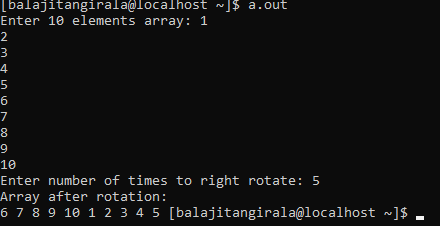 [balajitangirala@localhost ~]$ a.out
Enter 10 elements array: 1
2
3
4
5
6
7
8
9
10
Enter number of times to right rotate: 5
Array after rotation:
6 7 8 9 10 1 2 3 4 5 [balajitangirala@localhost ~]$